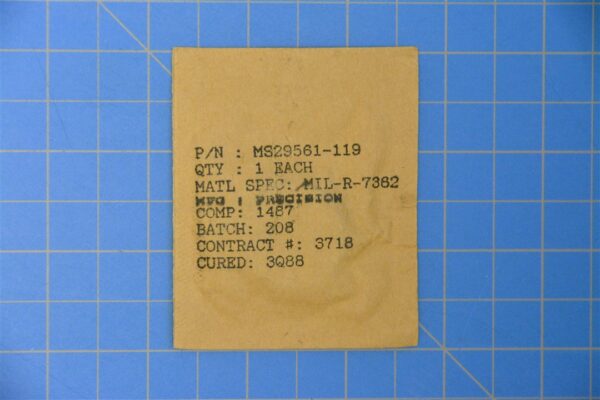 P/N : MS29561-119
QTY : 1 EACH
MATL SPEC: MIL-R-7362
MFG : PRECISION
COMP: 1487
BATCH: 208
CONTRACT #: 3718
CURED: 3Q88